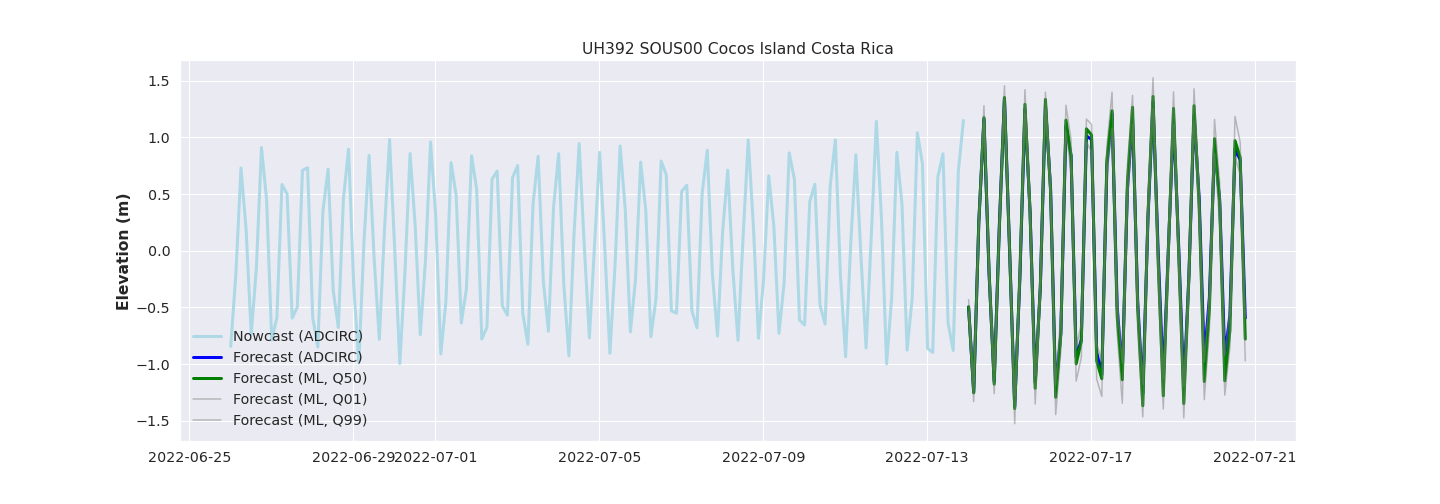 UH392 SOUS00 Cocos Island Costa Rica
Elevation (m)
1.5
1.0
0.5
0.0
−0.5
−1.0
−1.5
Nowcast (ADCIRC)
Forecast (ADCIRC)
Forecast (ML, Q50)
Forecast (ML, Q01)
Forecast (ML, Q99)
2022-06-25 2022-06-29 2022-07-01 2022-07-05 2022-07-09 2022-07-13 2022-07-17 2022-07-21